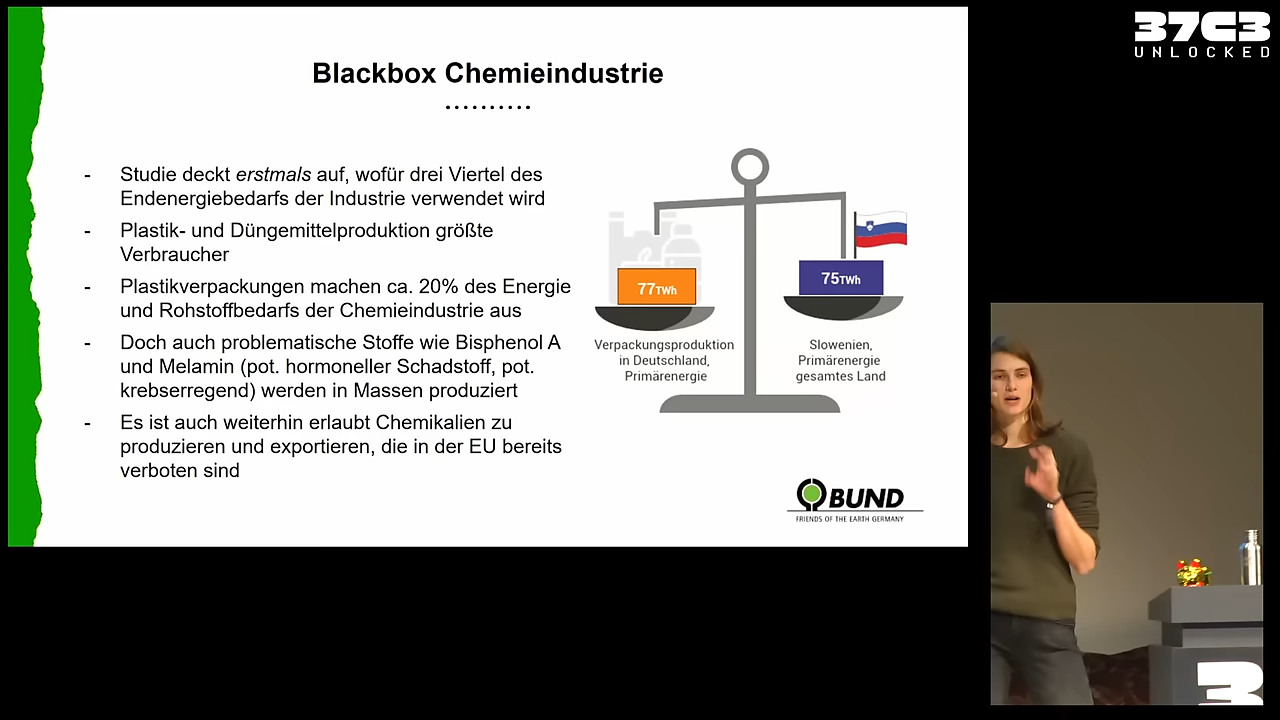 37C3
UNLOCKED
Blackbox Chemieindustrie
- Studie deckt erstmals auf, wofür drei Viertel des
Endenergiebedarfs der Industrie verwendet wird
- Plastik- und Düngemittelproduktion größte
Verbraucher
- Plastikverpackungen machen ca. 20% des Energie
und Rohstoffbedarfs der Chemieindustrie aus
- Doch auch problematische Stoffe wie Bisphenol A
und Melamin (pot. hormoneller Schadstoff, pot.
krebserregend) werden in Massen produziert
- Es ist auch weiterhin erlaubt Chemikalien zu
produzieren und exportieren, die in der EU bereits
verboten sind
77TWh
75TWh
Verpackungsproduktion
in Deutschland,
Primärenergie
Slowenien,
Primärenergie
gesamtes Land
BUND
FRIENDS OF THE EARTH GERMANY
3